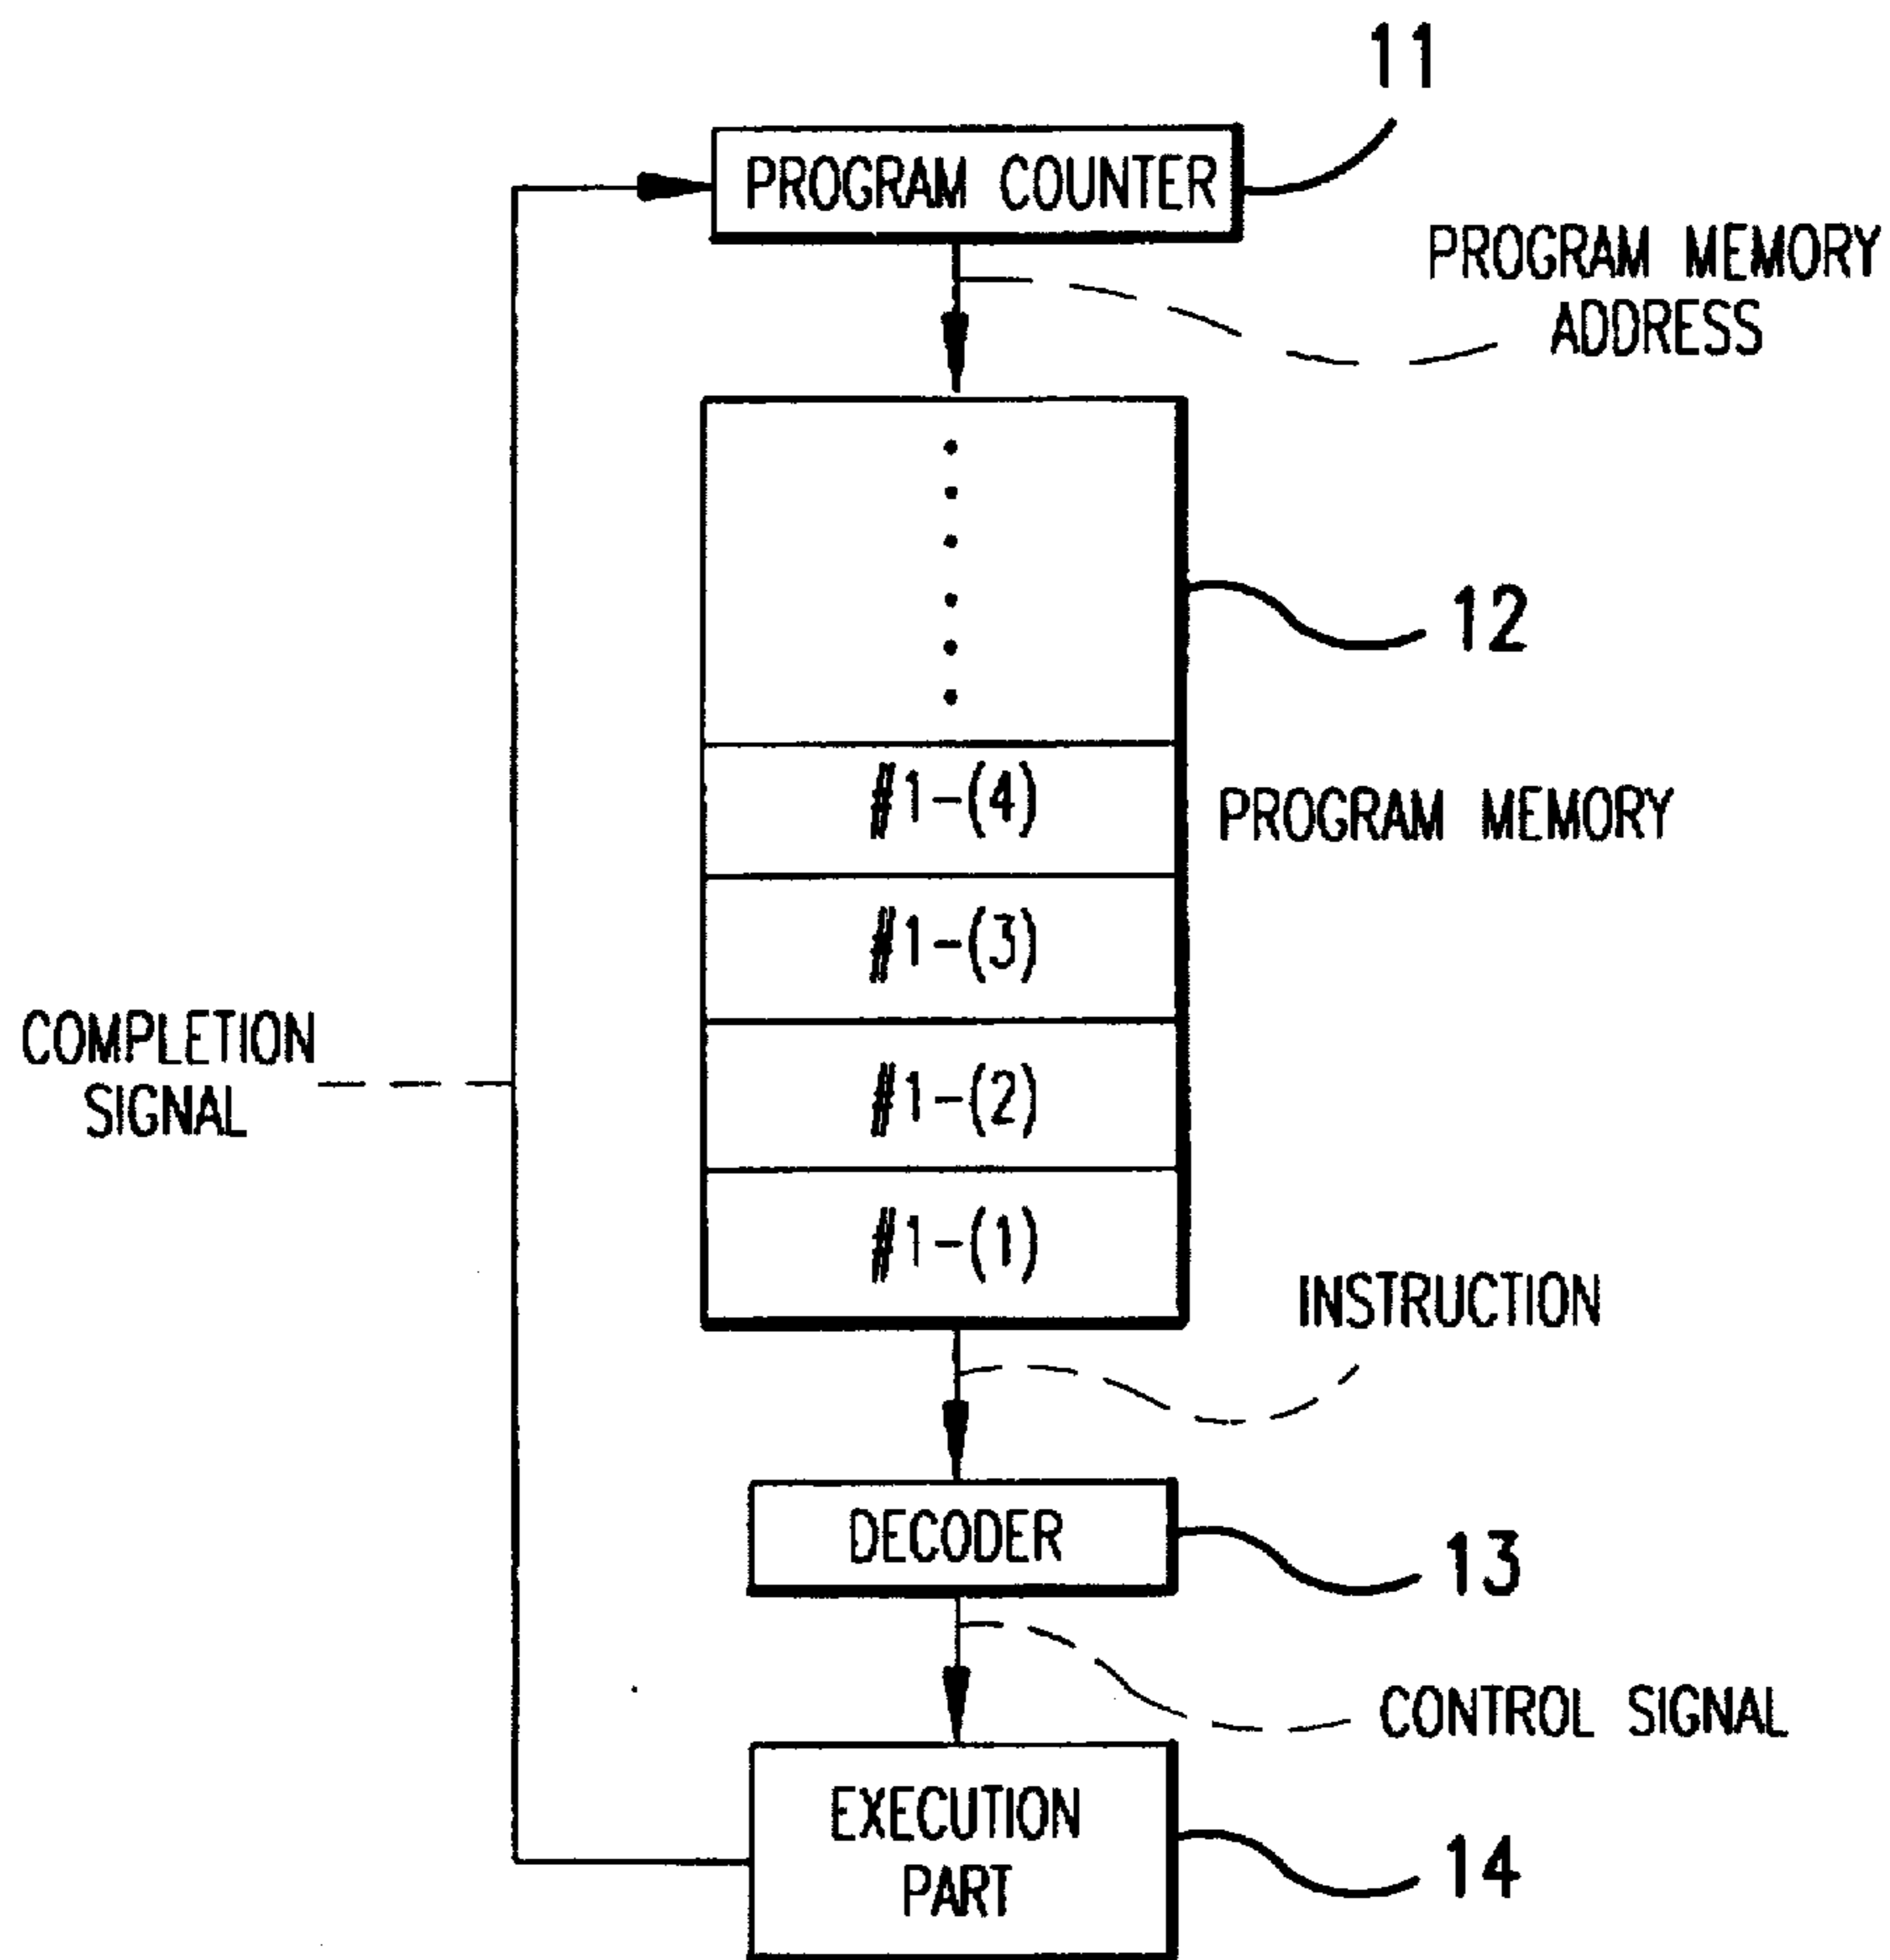 11
PROGRAM COUNTER
PROGRAM MEMORY
ADDRESS
12
#1-(4)
PROGRAM MEMORY
#1-(3)
COMPLETION
SIGNAL
#1-(2)
#1-(1)
INSTRUCTION
DECODER
13
CONTROL SIGNAL
EXECUTION
PART
14